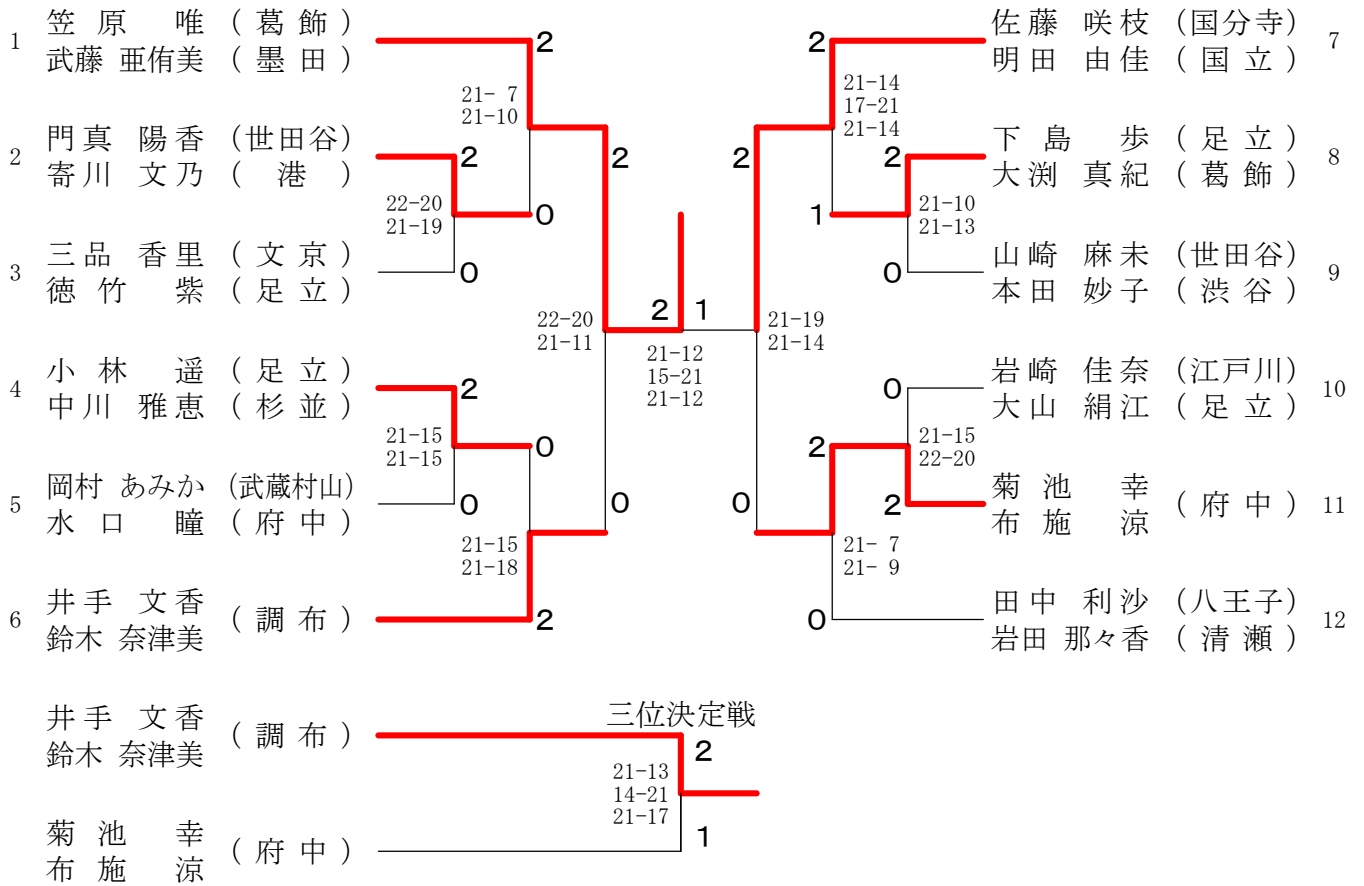 1 笠原 唯 (葛飾)
武藤 亜侑美 (墨田)
2 門真 陽香 (世田谷)
寄川 文乃 (港)
3 三品 香里 (文京)
徳竹 紫 (足立)
4 小林 遥 (足立)
中川 雅恵 (杉並)
5 岡村 あみか (武蔵村山)
水口 瞳 (府中)
6 井手 文香 (調布)
鈴木 奈津美
2
21- 7
21-10
2
22-20
21-19
0
0
2
22-20
21-11
2
21-15
21-15
0
0
0
21-15
21-18
2
2 1
21-12
15-21
21-12
2
21-14
17-21
21-14
2
2
1
21-10
21-13
0
21-19
21-14
0
2
21-15
22-20
0
2
21- 7
21- 9
0
佐藤 咲枝 (国分寺) 7
明田 由佳 (国立)
下島 歩 (足立) 8
大渕 真紀 (葛飾)
山崎 麻未 (世田谷) 9
本田 妙子 (渋谷)
岩崎 佳奈 (江戸川) 10
大山 絹江 (足立)
菊池 幸 (府中) 11
布施 涼
田中 利沙 (八王子) 12
岩田 那々香 (清瀬)
三位決定戦
井手 文香 (調布)
鈴木 奈津美
2
21-13
14-21
21-17
1
菊池 幸 (府中)
布施 涼